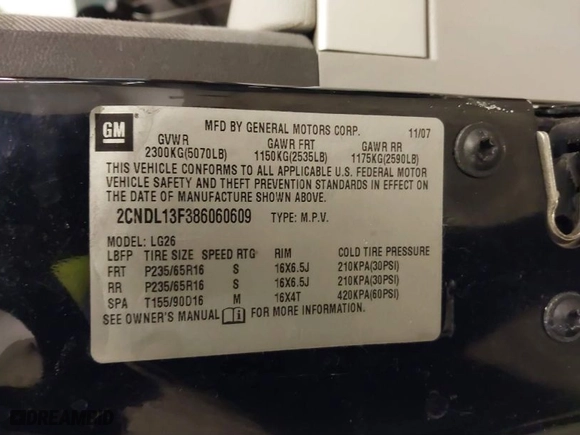 GM
MFD BY GENERAL MOTORS CORP. 11/07
GVWR GAWR FRT GAWR RR
2300KG(5070LB) 1150KG(2535LB) 1175KG(2590LB)
THIS VEHICLE CONFORMS TO ALL APPLICABLE U.S. FEDERAL MOTOR
VEHICLE SAFETY AND THEFT PREVENTION STANDARDS IN EFFECT ON
THE DATE OF MANUFACTURE SHOWN ABOVE.
2CNDL13F386060609 TYPE: M.P.V.
MODEL: LG26
LBFP TIRE SIZE SPEED RTG RIM COLD TIRE PRESSURE
FRT P235/65R16 S 16X6.5J 210KPA(30PSI)
RR P235/65R16 S 16X6.5J 210KPA(30PSI)
SPA T155/90D16 M 16X4T 420KPA(60PSI)
SEE OWNER'S MANUAL FOR MORE INFORMATION.
DREAMBID